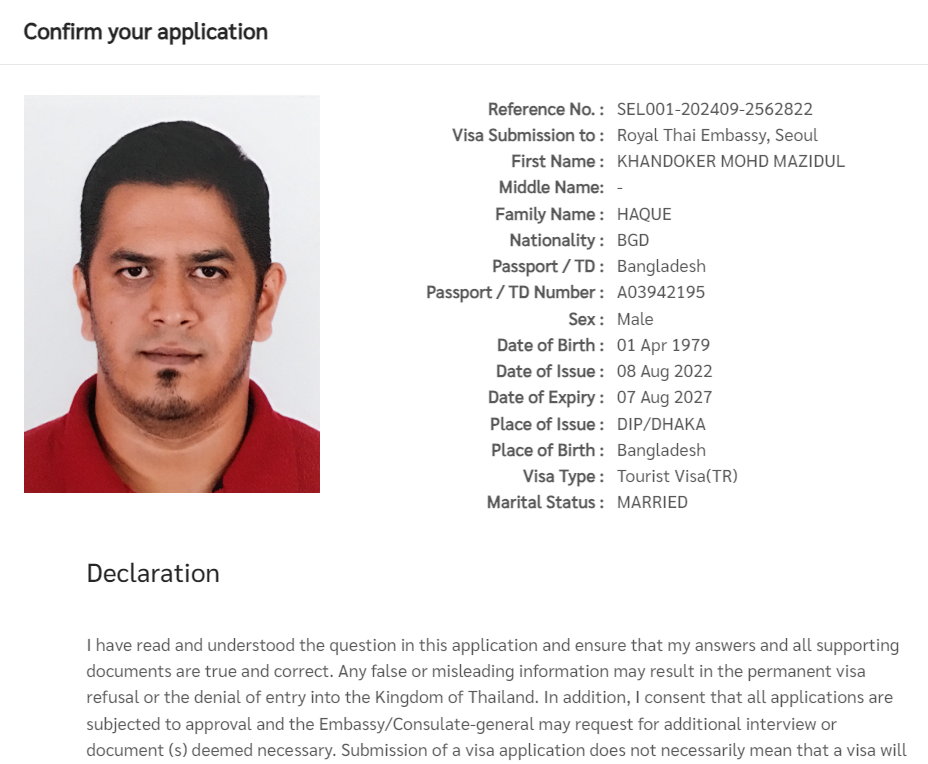 Confirm your application
Reference No. : SEL001-202409-2562822
Visa Submission to : Royal Thai Embassy, Seoul
First Name : KHANDOKER MOHD MAZIDUL
Middle Name: -
Family Name : HAQUE
Nationality : BGD
Passport / TD : Bangladesh
Passport / TD Number : A03942195
Sex : Male
Date of Birth : 01 Apr 1979
Date of Issue : 08 Aug 2022
Date of Expiry : 07 Aug 2027
Place of Issue : DIP/DHAKA
Place of Birth : Bangladesh
Visa Type : Tourist Visa(TR)
Marital Status : MARRIED
Declaration
I have read and understood the question in this application and ensure that my answers and all supporting
documents are true and correct. Any false or misleading information may result in the permanent visa
refusal or the denial of entry into the Kingdom of Thailand. In addition, I consent that all applications are
subjected to approval and the Embassy/Consulate-general may request for additional interview or
document (s) deemed necessary. Submission of a visa application does not necessarily mean that a visa will